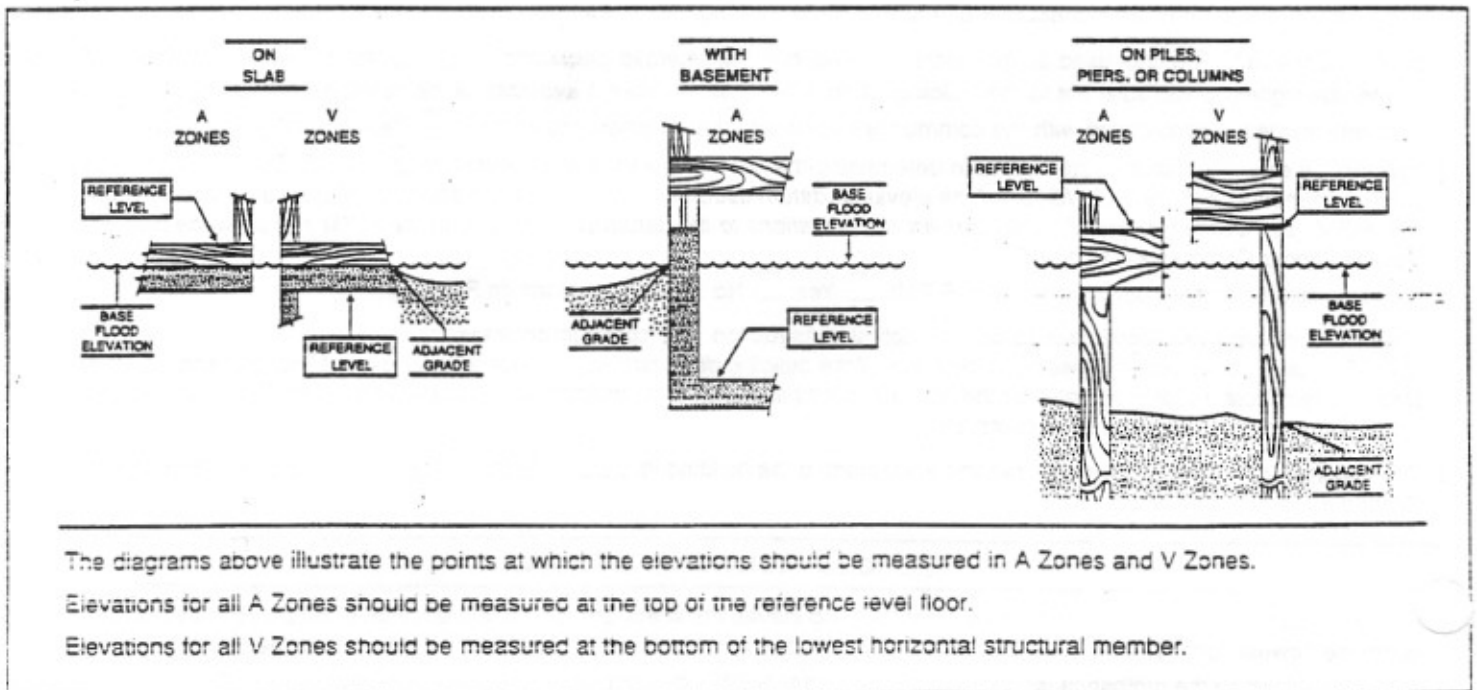 ON
SLAB
A
ZONES
V
ZONES
REFERENCE
LEVEL
BASE
FLOOD
ELEVATION
REFERENCE
LEVEL
ADJACENT
GRADE
WITH
BASEMENT
A
ZONES
BASE
FLOOD
ELEVATION
ADJACENT
GRADE
REFERENCE
LEVEL
ON PILES,
PIERS, OR COLUMNS
A
ZONES
V
ZONES
REFERENCE
LEVEL
REFERENCE
LEVEL
BASE
FLOOD
ELEVATION
ADJACENT
GRADE
The diagrams above illustrate the points at which the elevations should be measured in A Zones and V Zones.
Elevations for all A Zones should be measured at the top of the reference level floor.
Elevations for all V Zones should be measured at the bottom of the lowest horizontal structural member.